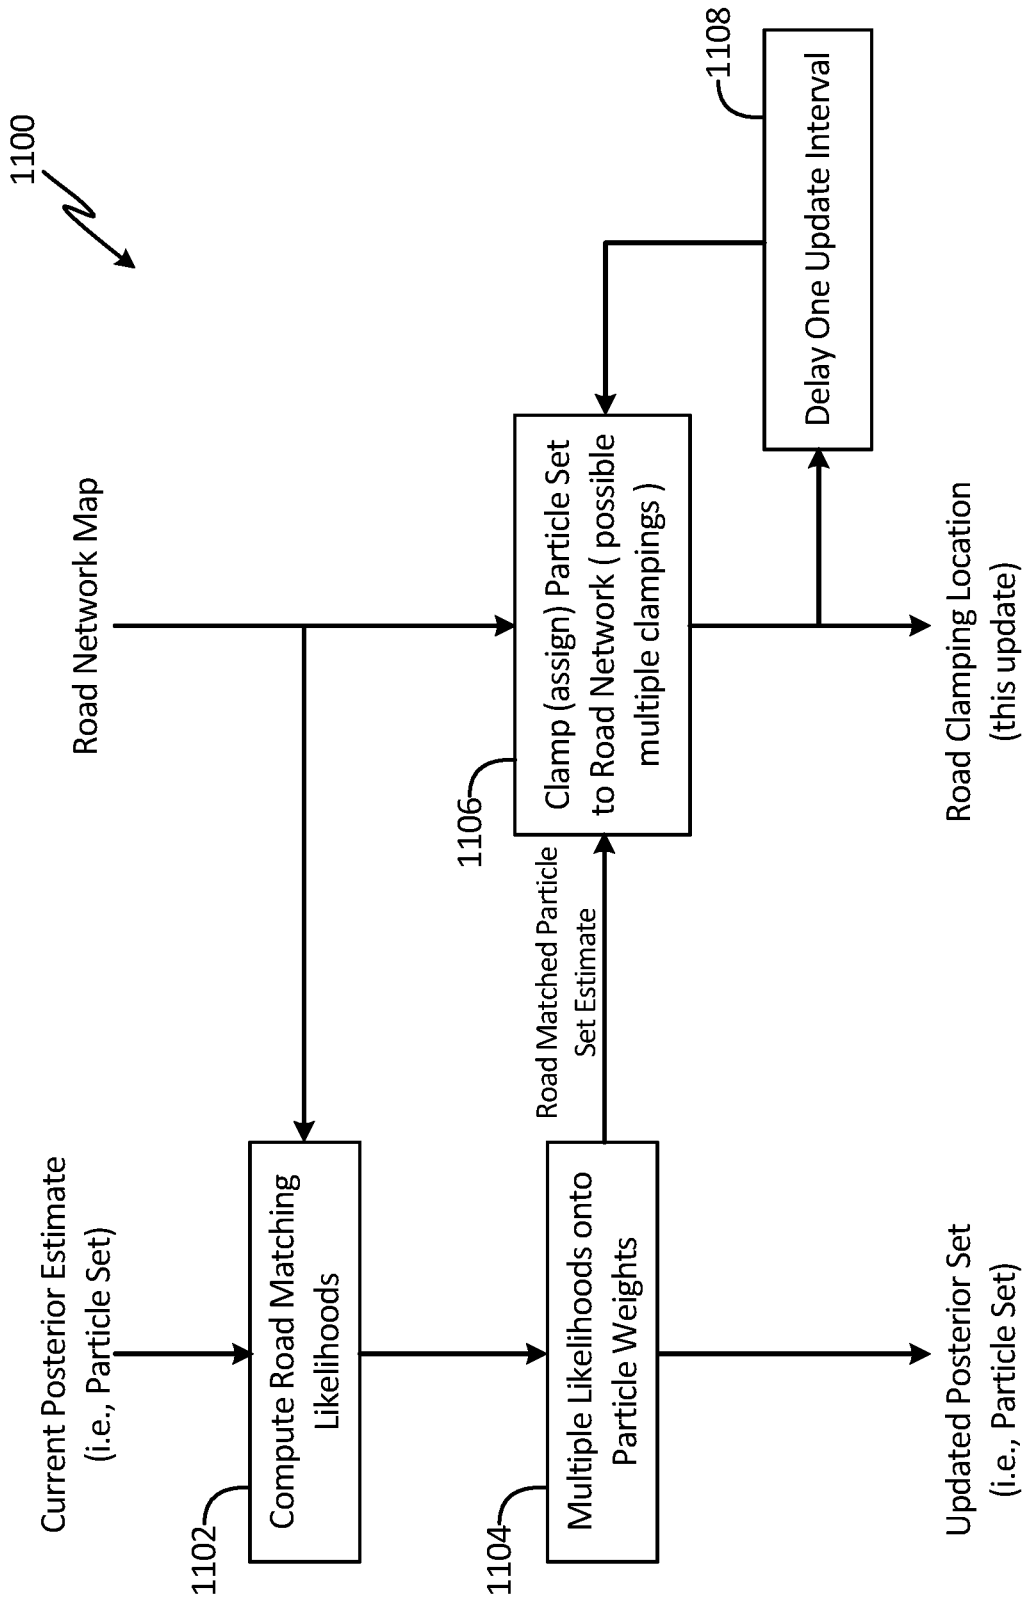 1100
Current Posterior Estimate
(i.e., Particle Set)
Road Network Map
1102
Compute Road Matching
Likelihoods
1104
Multiple Likelihoods onto
Particle Weights
Road Matched Particle
Set Estimate
1106
Clamp (assign) Particle Set
to Road Network ( possible
multiple clampings )
1108
Delay One Update Interval
Updated Posterior Set
(i.e., Particle Set)
Road Clamping Location
(this update)